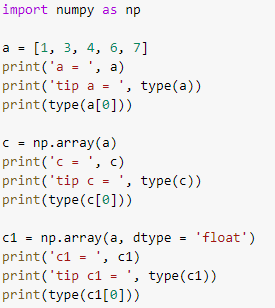 import numpy as np
a = [1, 3, 4, 6, 7]
print('a = ', a)
print('tip a = ', type(a))
print(type(a[0]))
c = np.array(a)
print('c = ', c)
print('tip c = ', type(c))
print(type(c[0]))
c1 = np.array(a, dtype = 'float')
print('c1 = ', c1)
print('tip c1 = ', type(c1))
print(type(c1[0]))